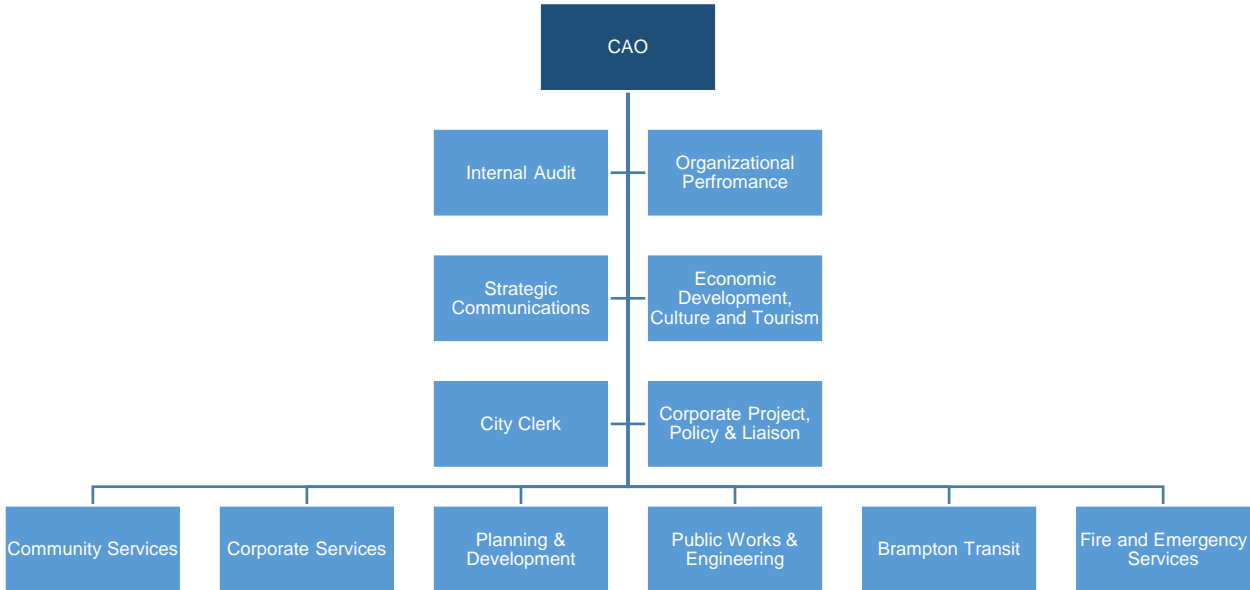 CAO
Internal Audit
Organizational
Perfromance
Strategic
Communications
Economic
Development,
Culture and Tourism
City Clerk
Corporate Project,
Policy & Liaison
Community Services
Corporate Services
Planning &
Development
Public Works &
Engineering
Brampton Transit
Fire and Emergency
Services